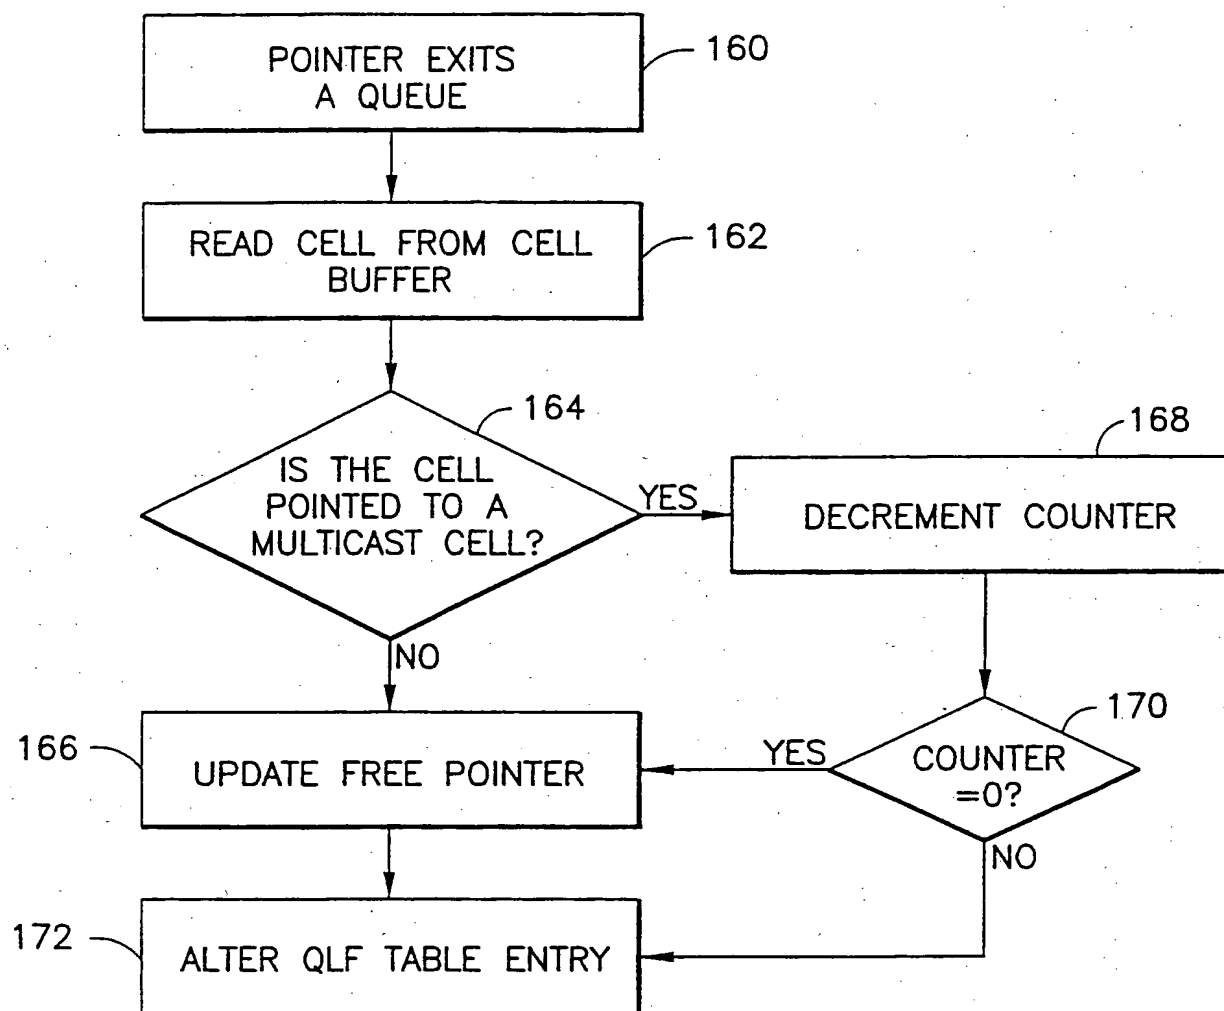 POINTER EXITS
A QUEUE
160
READ CELL FROM CELL
BUFFER
162
164
IS THE CELL
POINTED TO A
MULTICAST CELL?
YES
168
DECREMENT COUNTER
NO
170
COUNTER
=0?
YES
NO
166
UPDATE FREE POINTER
172
ALTER QLF TABLE ENTRY